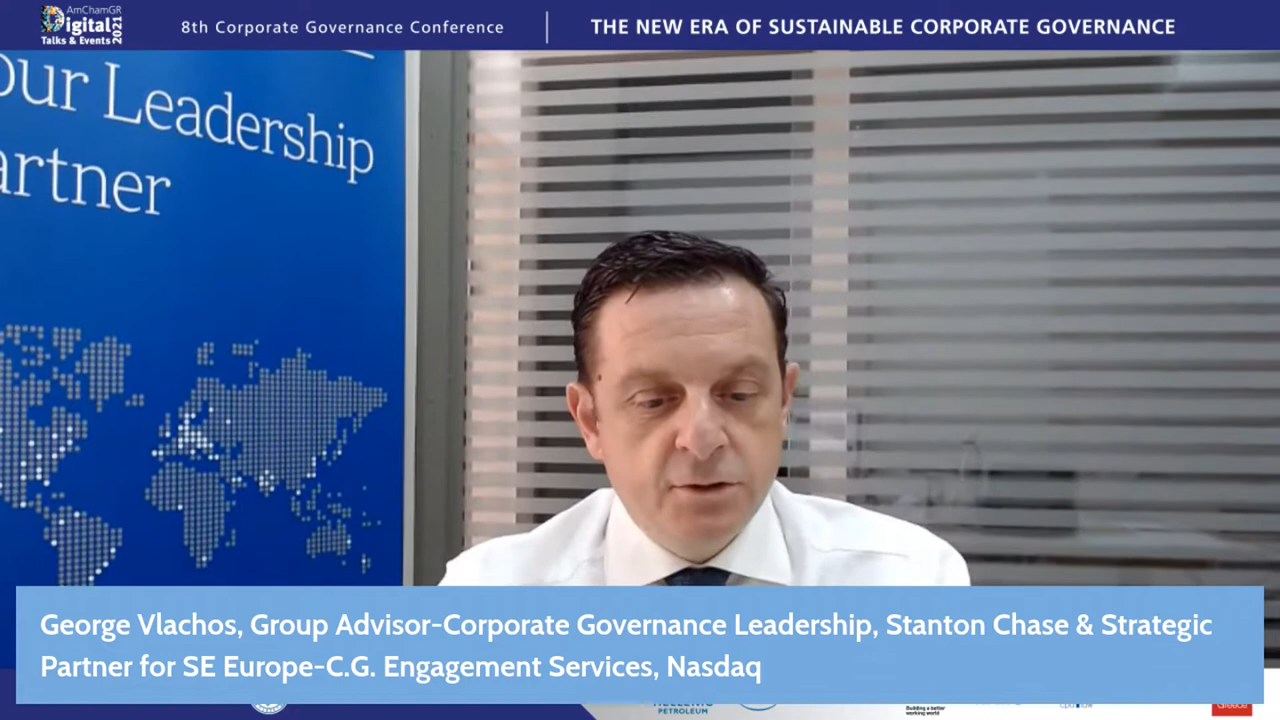 AmChamGR
Digital
Talks & Events
2021
8th Corporate Governance Conference
THE NEW ERA OF SUSTAINABLE CORPORATE GOVERNANCE
our Leadership
artner
George Vlachos, Group Advisor-Corporate Governance Leadership, Stanton Chase & Strategic
Partner for SE Europe-C.G. Engagement Services, Nasdaq
HELLENIC
PETROLEUM
Building a better
working world
Greece